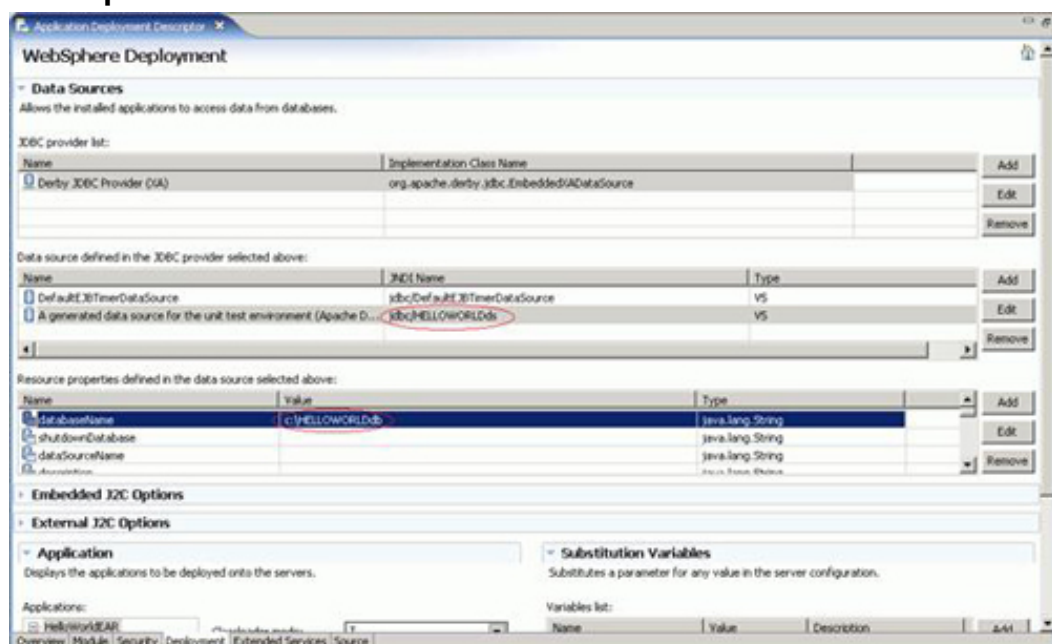 Application Deployment Descriptor
WebSphere Deployment
Data Sources
Allows the installed applications to access data from databases.
JDBC provider list:
Name Implementation Class Name
Derby JDBC Provider (XA) org.apache.derby.jdbc.EmbeddedXADataSource
Add
Edit
Remove
Data source defined in the JDBC provider selected above:
Name JNDI Name Type
DefaultEJBTimerDataSource jdbc/DefaultEJBTimerDataSource V5
A generated data source for the unit test environment (Apache D... jdbc/HELLOWORLDds V5
Add
Edit
Remove
Resource properties defined in the data source selected above:
Name Value Type
databaseName c:\HELLOWORLDdb java.lang.String
shutdownDatabase java.lang.String
dataSourceName java.lang.String
description java.lang.String
Add
Edit
Remove
Embedded J2C Options
External J2C Options
Application Substitution Variables
Displays the applications to be deployed onto the servers. Substitutes a parameter for any value in the server configuration.
Applications: Variables list:
HelloWorldEAR Classloader mode: Name Value Description Add
Overview Module Security Deployment Extended Services Source